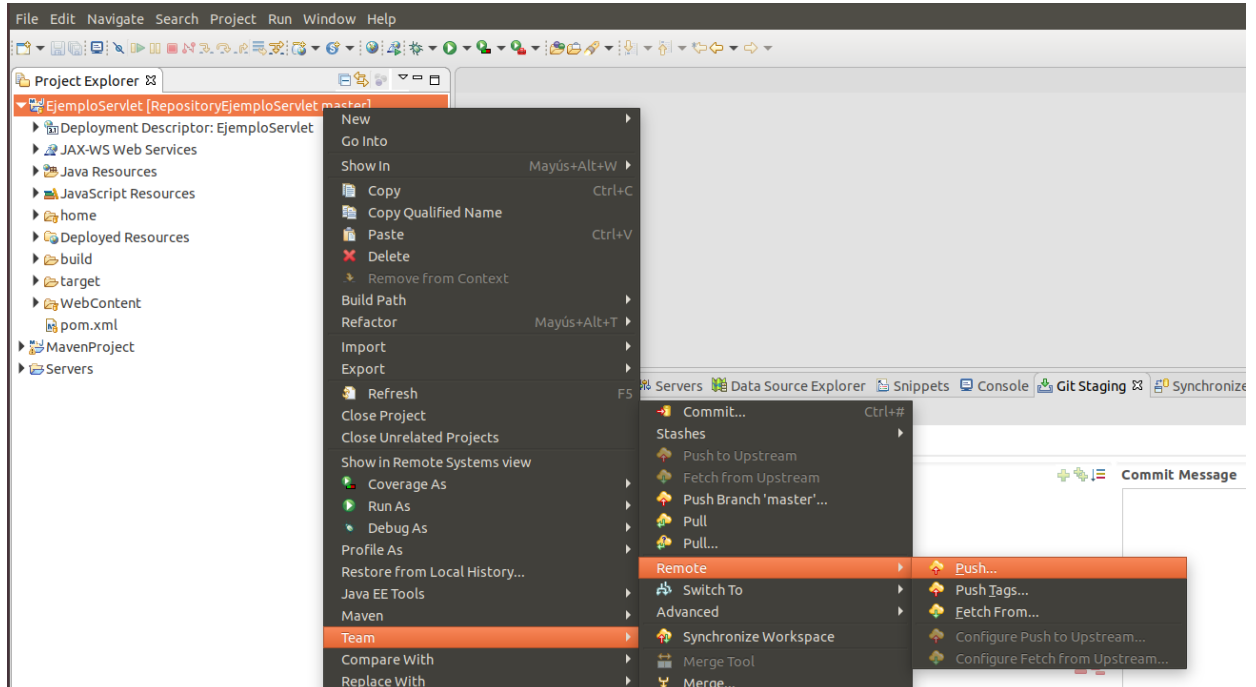 File Edit Navigate Search Project Run Window Help
Project Explorer
EjemploServlet [RepositoryEjemploServlet master]
Deployment Descriptor: EjemploServlet
JAX-WS Web Services
Java Resources
JavaScript Resources
home
Deployed Resources
build
target
WebContent
pom.xml
MavenProject
Servers
New
Go Into
Show In Mayús+Alt+W
Copy Ctrl+C
Copy Qualified Name
Paste Ctrl+V
Delete
Remove from Context
Build Path
Refactor Mayús+Alt+T
Import
Export
Refresh F5
Close Project
Close Unrelated Projects
Show in Remote Systems view
Coverage As
Run As
Debug As
Profile As
Restore from Local History...
Java EE Tools
Maven
Team
Compare With
Replace With
Servers Data Source Explorer Snippets Console Git Staging Synchronize
Commit Message
Commit... Ctrl+#
Stashes
Push to Upstream
Fetch from Upstream
Push Branch 'master'...
Pull
Pull...
Remote
Switch To
Advanced
Synchronize Workspace
Merge Tool
Merge...
Push...
Push Tags...
Fetch From...
Configure Push to Upstream...
Configure Fetch from Upstream...